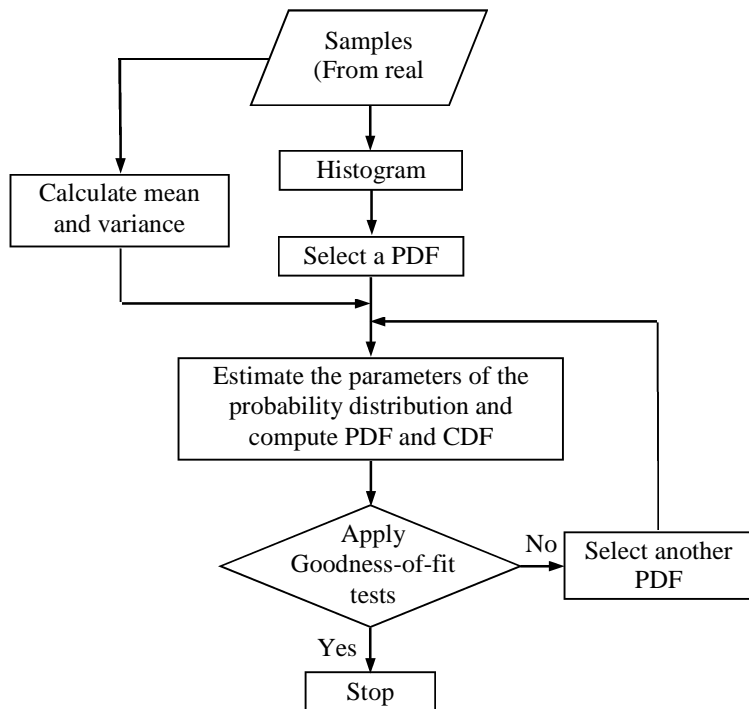 Samples
(From real
Histogram
Calculate mean
and variance
Select a PDF
Estimate the parameters of the
probability distribution and
compute PDF and CDF
Apply
Goodness-of-fit
tests
No
Select another
PDF
Yes
Stop